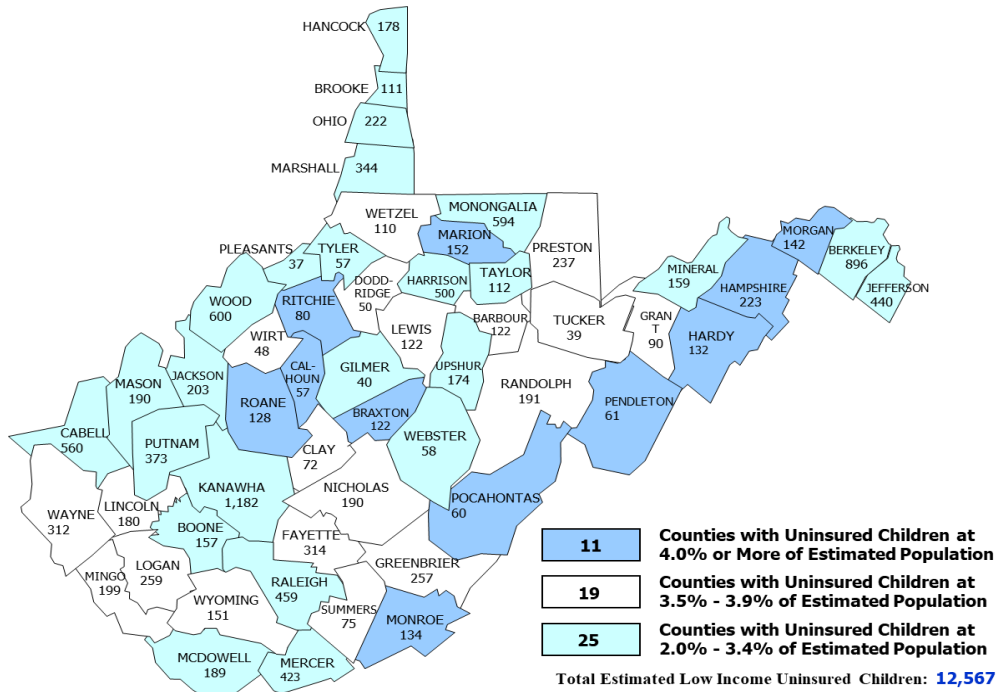 HANCOCK
178
BROOKE
111
OHIO
222
MARSHALL
344
WETZEL
110
MONONGALIA
594
MARION
152
PRESTON
237
MORGAN
142
BERKELEY
896
JEFFERSON
440
MINERAL
159
HAMPSHIRE
223
PLEASANTS
37
TYLER
57
DODD-
RIDGE
50
HARRISON
500
TAYLOR
112
WOOD
600
RITCHIE
80
WIRT
48
LEWIS
122
BARBOUR
122
TUCKER
39
GRAN
T
90
HARDY
132
MASON
190
JACKSON
203
ROANE
128
CAL-
HOUN
57
GILMER
40
UPSHUR
174
RANDOLPH
191
PENDLETON
61
BRAXTON
122
CABELL
560
PUTNAM
373
CLAY
72
WEBSTER
58
KANAWHA
1,182
NICHOLAS
190
POCAHONTAS
60
WAYNE
312
LINCOLN
180
BOONE
157
FAYETTE
314
GREENBRIER
257
MINGO
199
LOGAN
259
WYOMING
151
RALEIGH
459
SUMMERS
75
MONROE
134
MCDOWELL
189
MERCER
423
11
Counties with Uninsured Children at
4.0% or More of Estimated Population
19
Counties with Uninsured Children at
3.5% - 3.9% of Estimated Population
25
Counties with Uninsured Children at
2.0% - 3.4% of Estimated Population
Total Estimated Low Income Uninsured Children: 12,567